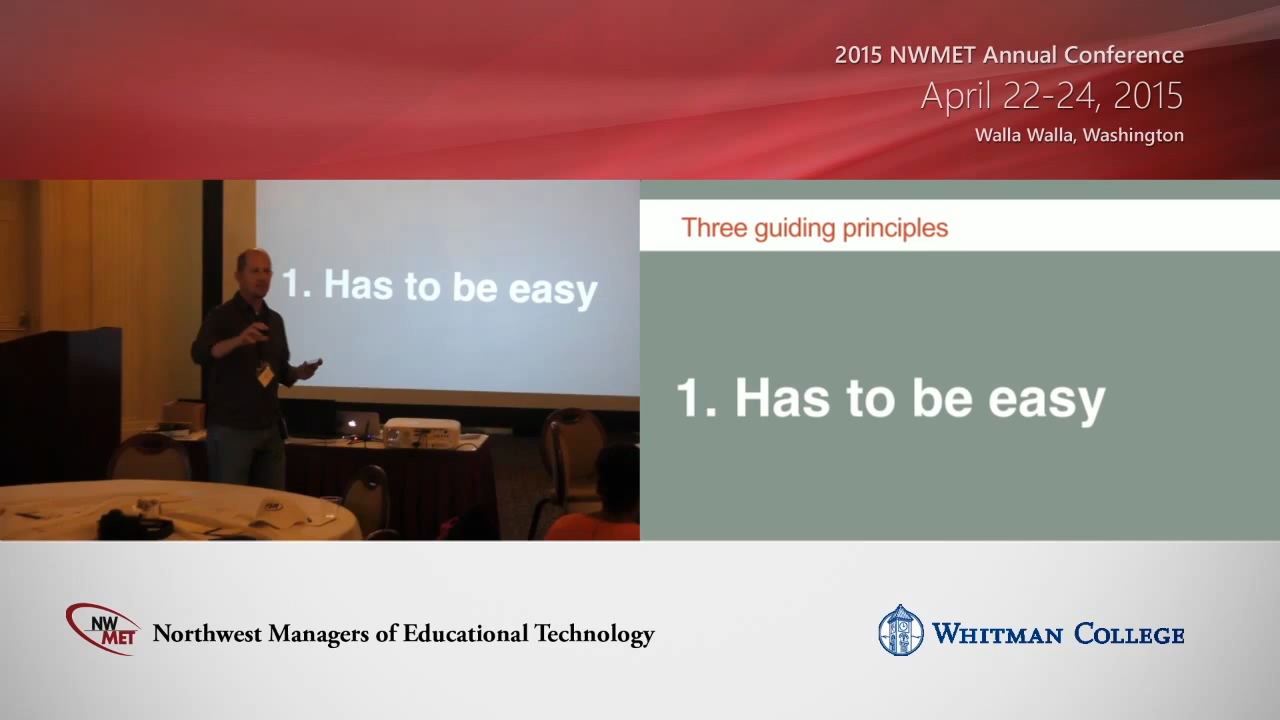 2015 NWMET Annual Conference
April 22-24, 2015
Walla Walla, Washington
1. Has to be easy
Three guiding principles
1. Has to be easy
NW
MET
Northwest Managers of Educational Technology
WHITMAN COLLEGE